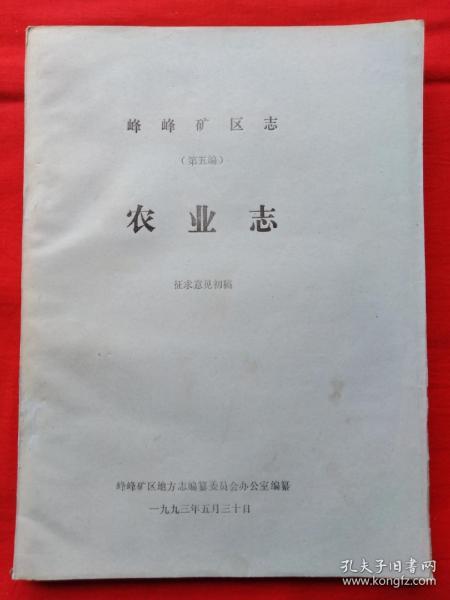 峰峰矿区志
（第五编）
农业志
征求意见初稿
峰峰矿区地方志编纂委员会办公室编纂
一九九三年五月三十日
孔夫子旧书网
www.kongfz.com